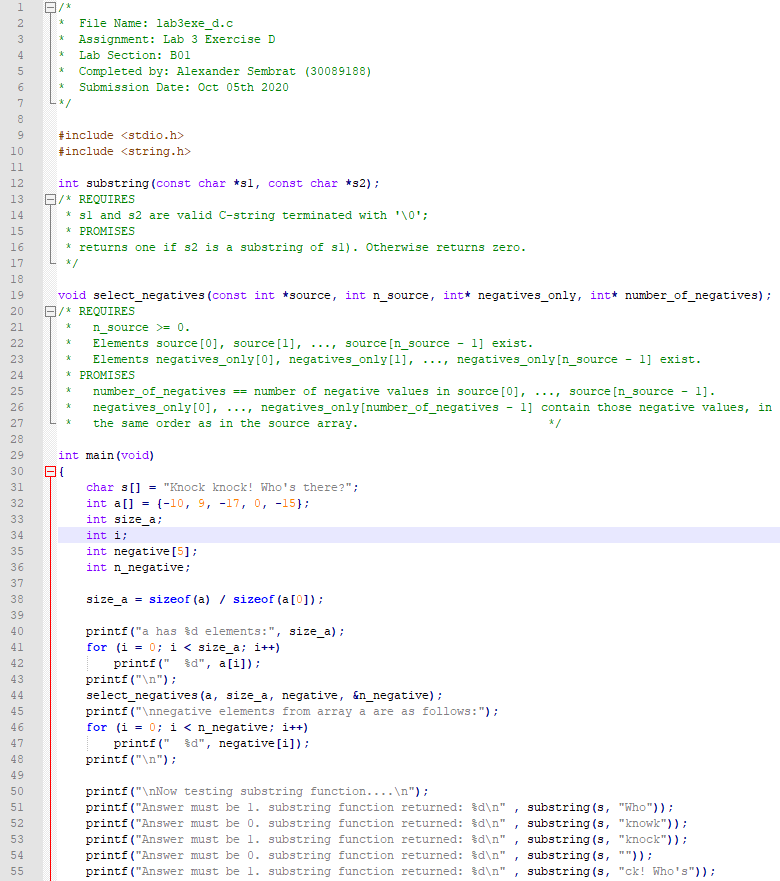 1 /*
2 * File Name: lab3exe_d.c
3 * Assignment: Lab 3 Exercise D
4 * Lab Section: B01
5 * Completed by: Alexander Sembrat (30089188)
6 * Submission Date: Oct 05th 2020
7 */
8
9 #include <stdio.h>
10 #include <string.h>
11
12 int substring(const char *s1, const char *s2);
13 /* REQUIRES
14 * s1 and s2 are valid C-string terminated with '\0';
15 * PROMISES
16 * returns one if s2 is a substring of s1). Otherwise returns zero.
17 */
18
19 void select_negatives(const int *source, int n_source, int* negatives_only, int* number_of_negatives);
20 /* REQUIRES
21 * n_source >= 0.
22 * Elements source[0], source[1], ..., source[n_source - 1] exist.
23 * Elements negatives_only[0], negatives_only[1], ..., negatives_only[n_source - 1] exist.
24 * PROMISES
25 * number_of_negatives == number of negative values in source[0], ..., source[n_source - 1].
26 * negatives_only[0], ..., negatives_only[number_of_negatives - 1] contain those negative values, in
27 * the same order as in the source array. */
28
29 int main(void)
30 {
31 char s[] = "Knock knock! Who's there?";
32 int a[] = {-10, 9, -17, 0, -15};
33 int size_a;
34 int i;
35 int negative[5];
36 int n_negative;
37
38 size_a = sizeof(a) / sizeof(a[0]);
39
40 printf("a has %d elements:", size_a);
41 for (i = 0; i < size_a; i++)
42 printf("  %d", a[i]);
43 printf("\n");
44 select_negatives(a, size_a, negative, &n_negative);
45 printf("\nnegative elements from array a are as follows:");
46 for (i = 0; i < n_negative; i++)
47 printf("  %d", negative[i]);
48 printf("\n");
49
50 printf("\nNow testing substring function....\n");
51 printf("Answer must be 1. substring function returned: %d\n" , substring(s, "Who"));
52 printf("Answer must be 0. substring function returned: %d\n" , substring(s, "knowk"));
53 printf("Answer must be 1. substring function returned: %d\n" , substring(s, "knock"));
54 printf("Answer must be 0. substring function returned: %d\n" , substring(s, ""));
55 printf("Answer must be 1. substring function returned: %d\n" , substring(s, "ck! Who's"));